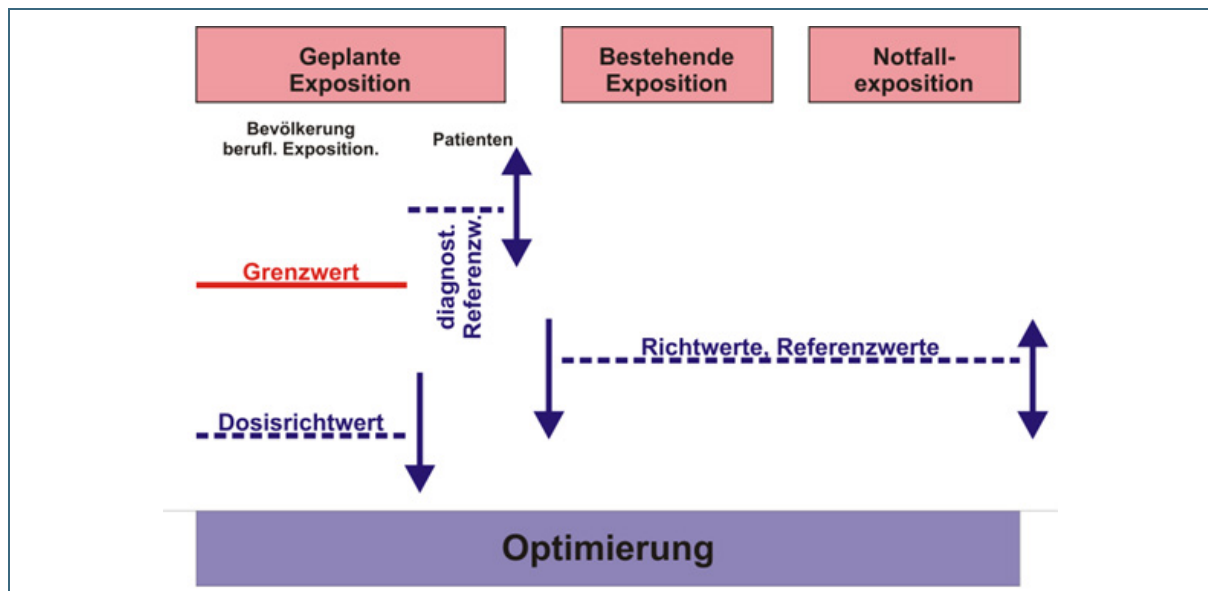 Geplante
Exposition
Bestehende
Exposition
Notfall-
exposition
Bevölkerung
berufl. Exposition.
Patienten
diagnost.
Referenzw.
Grenzwert
Richtwerte, Referenzwerte
Dosisrichtwert
Optimierung